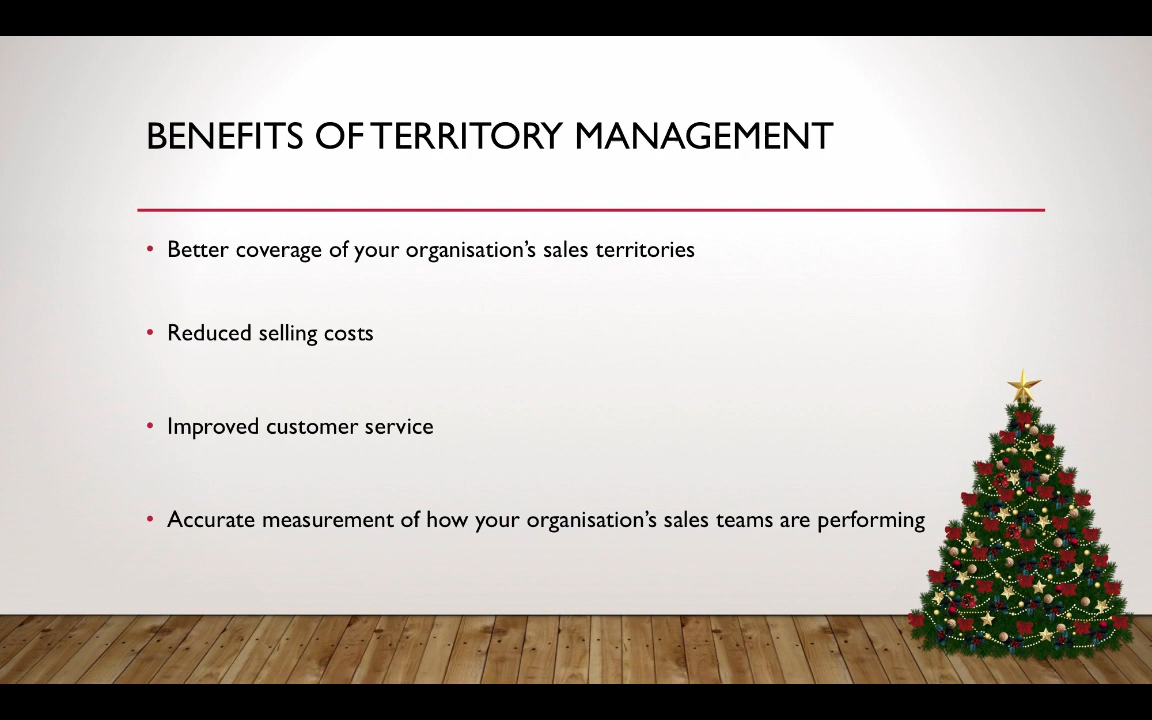 BENEFITS OF TERRITORY MANAGEMENT
• Better coverage of your organisation’s sales territories
• Reduced selling costs
• Improved customer service
• Accurate measurement of how your organisation’s sales teams are performing